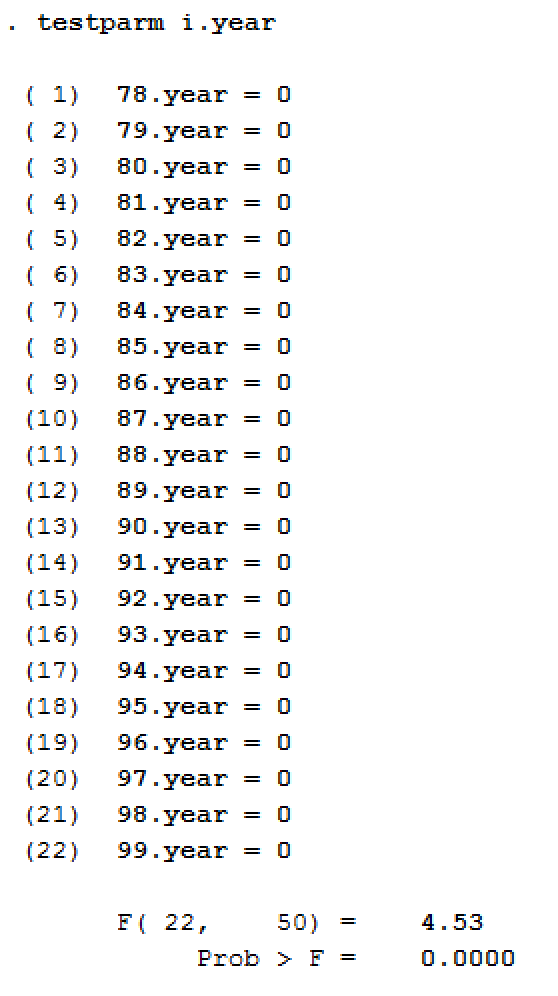 . testparm i.year
( 1) 78.year = 0
( 2) 79.year = 0
( 3) 80.year = 0
( 4) 81.year = 0
( 5) 82.year = 0
( 6) 83.year = 0
( 7) 84.year = 0
( 8) 85.year = 0
( 9) 86.year = 0
(10) 87.year = 0
(11) 88.year = 0
(12) 89.year = 0
(13) 90.year = 0
(14) 91.year = 0
(15) 92.year = 0
(16) 93.year = 0
(17) 94.year = 0
(18) 95.year = 0
(19) 96.year = 0
(20) 97.year = 0
(21) 98.year = 0
(22) 99.year = 0
F( 22, 50) = 4.53
Prob > F = 0.0000